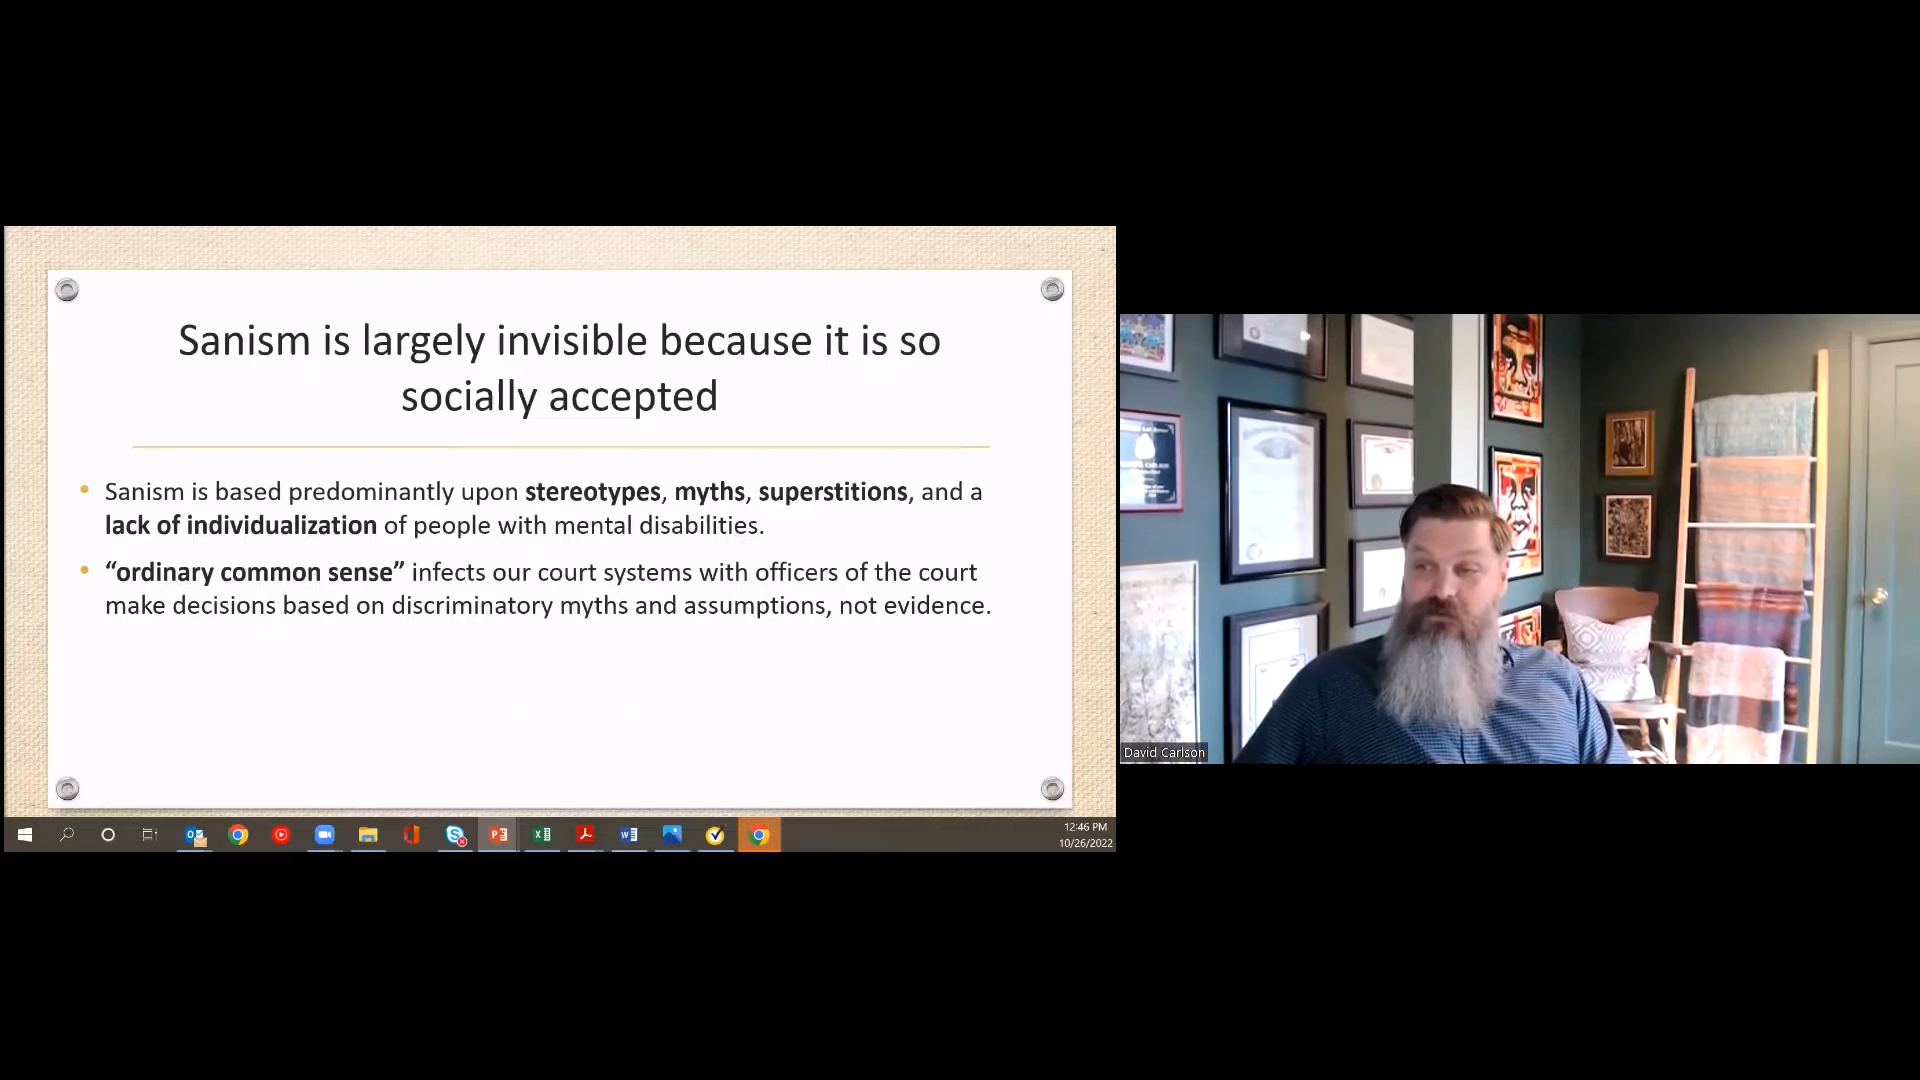 Sanism is largely invisible because it is so
socially accepted
Sanism is based predominantly upon stereotypes, myths, superstitions, and a
lack of individualization of people with mental disabilities.
“ordinary common sense” infects our court systems with officers of the court
make decisions based on discriminatory myths and assumptions, not evidence.
12:46 PM
10/26/2022
David Carlson